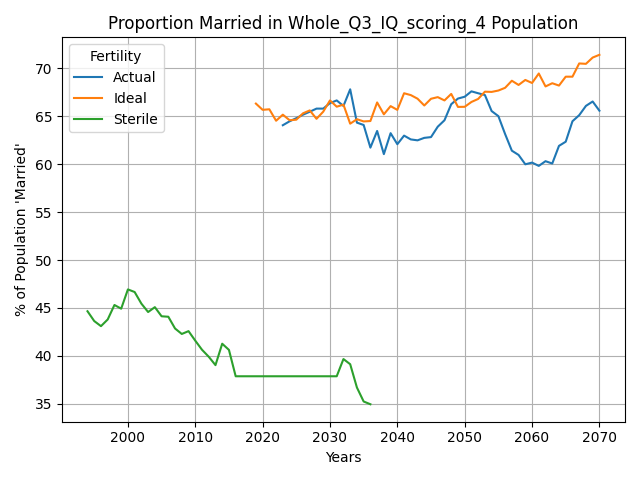 Proportion Married in Whole_Q3_IQ_scoring_4 Population
Fertility
Actual
Ideal
Sterile
% of Population 'Married'
70
65
60
55
50
45
40
35
2000 2010 2020 2030 2040 2050 2060 2070
Years